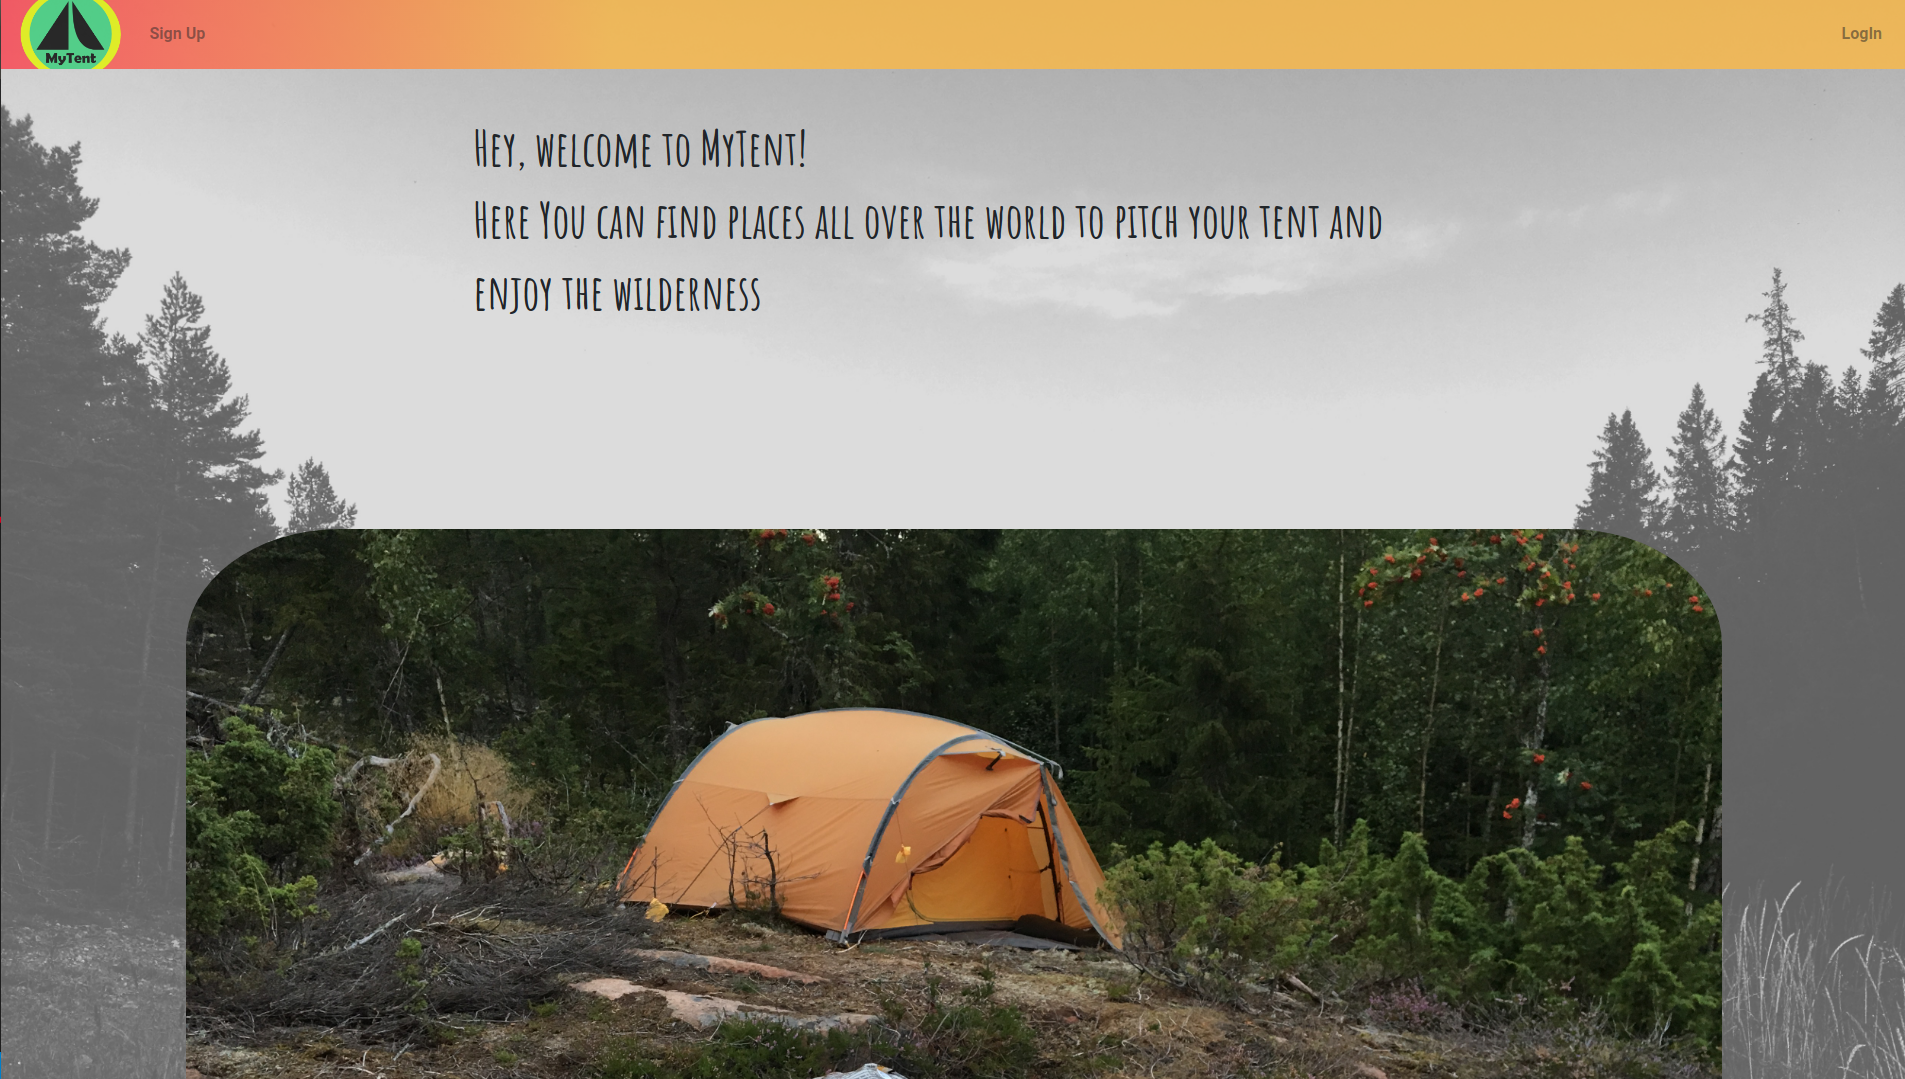 MyTent
Sign Up
LogIn
Hey, welcome to MyTent!
Here You can find places all over the world to pitch your tent and
enjoy the wilderness